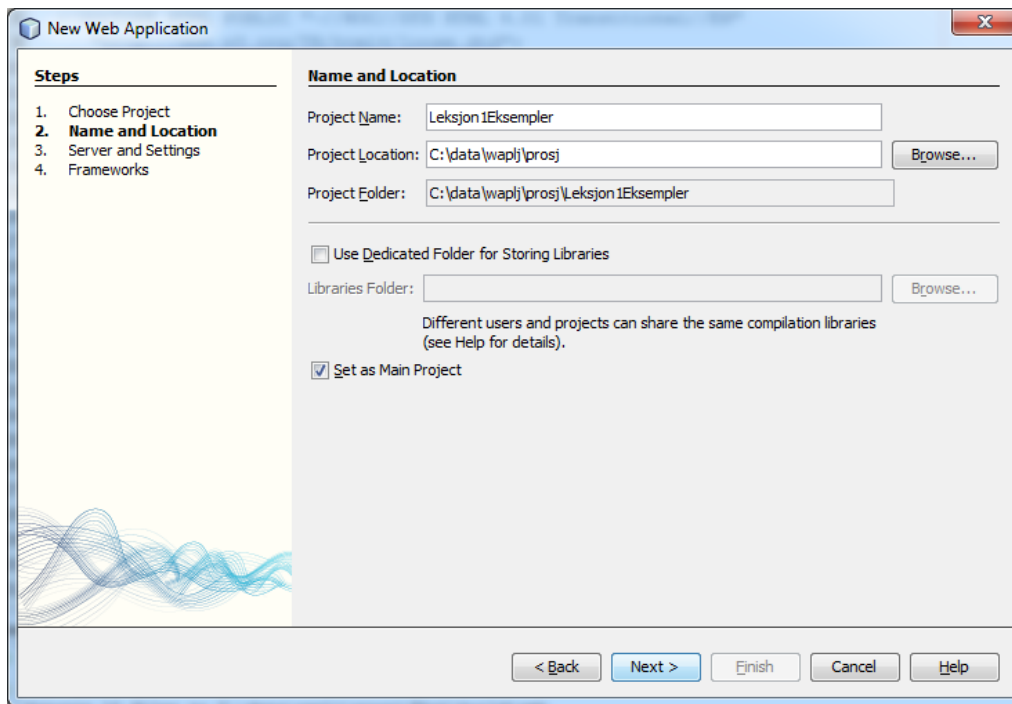 New Web Application
Steps
1. Choose Project
2. Name and Location
3. Server and Settings
4. Frameworks
Name and Location
Project Name: Leksjon1Eksempler
Project Location: C:\data\waplj\prosj Browse...
Project Folder: C:\data\waplj\prosj\Leksjon1Eksempler
Use Dedicated Folder for Storing Libraries
Libraries Folder: Browse...
Different users and projects can share the same compilation libraries
(see Help for details).
Set as Main Project
< Back Next > Finish Cancel Help